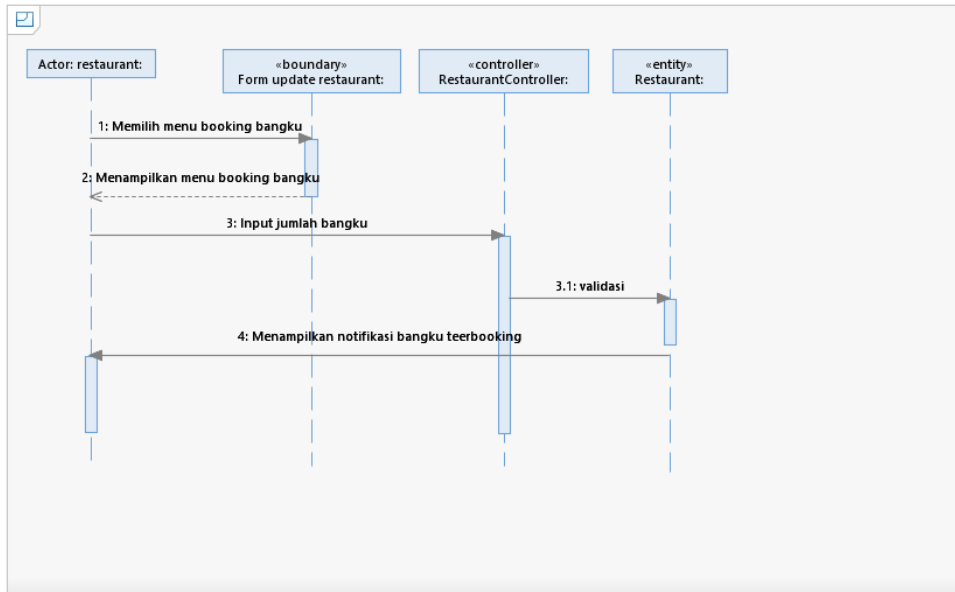 Actor: restaurant:
«boundary»
Form update restaurant:
«controller»
RestaurantController:
«entity»
Restaurant:
1: Memilih menu booking bangku
2: Menampilkan menu booking bangku
3: Input jumlah bangku
3.1: validasi
4: Menampilkan notifikasi bangku teerbooking